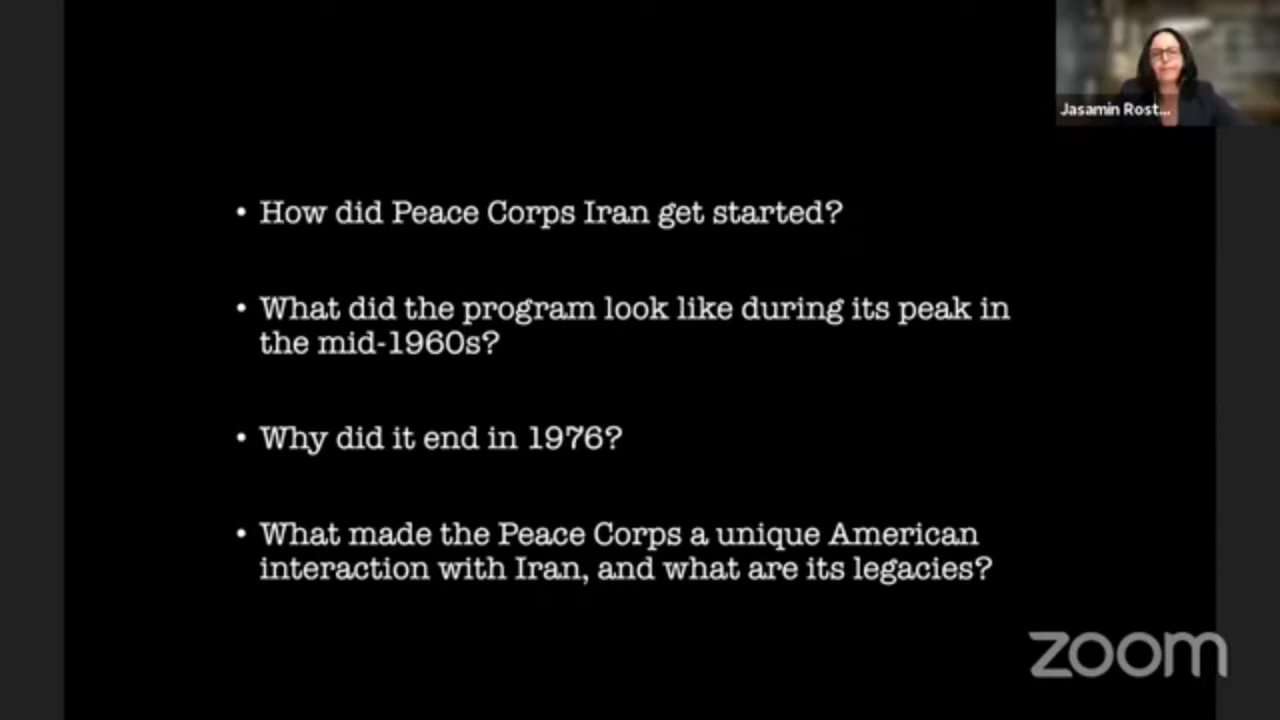 Jasamin Rost...
• How did Peace Corps Iran get started?
• What did the program look like during its peak in
the mid-1960s?
• Why did it end in 1976?
• What made the Peace Corps a unique American
interaction with Iran, and what are its legacies?
zoom